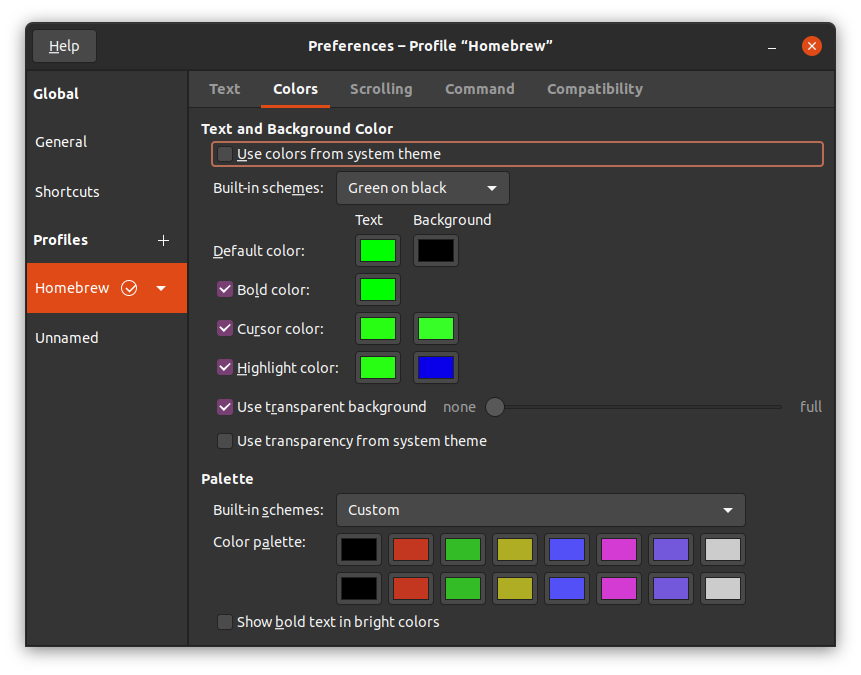 Help
Preferences – Profile “Homebrew”
Global
General
Shortcuts
Profiles
Homebrew
Unnamed
Text Colors Scrolling Command Compatibility
Text and Background Color
Use colors from system theme
Built-in schemes: Green on black
Text Background
Default color:
Bold color:
Cursor color:
Highlight color:
Use transparent background none full
Use transparency from system theme
Palette
Built-in schemes: Custom
Color palette:
Show bold text in bright colors